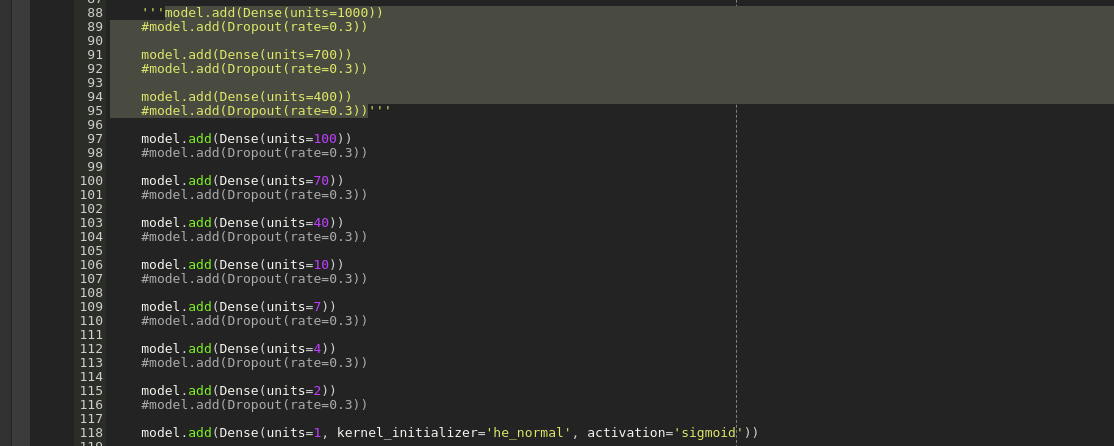 88 '''model.add(Dense(units=1000))
89 #model.add(Dropout(rate=0.3))
90
91 model.add(Dense(units=700))
92 #model.add(Dropout(rate=0.3))
93
94 model.add(Dense(units=400))
95 #model.add(Dropout(rate=0.3))'''
96
97 model.add(Dense(units=100))
98 #model.add(Dropout(rate=0.3))
99
100 model.add(Dense(units=70))
101 #model.add(Dropout(rate=0.3))
102
103 model.add(Dense(units=40))
104 #model.add(Dropout(rate=0.3))
105
106 model.add(Dense(units=10))
107 #model.add(Dropout(rate=0.3))
108
109 model.add(Dense(units=7))
110 #model.add(Dropout(rate=0.3))
111
112 model.add(Dense(units=4))
113 #model.add(Dropout(rate=0.3))
114
115 model.add(Dense(units=2))
116 #model.add(Dropout(rate=0.3))
117
118 model.add(Dense(units=1, kernel_initializer='he_normal', activation='sigmoid'))